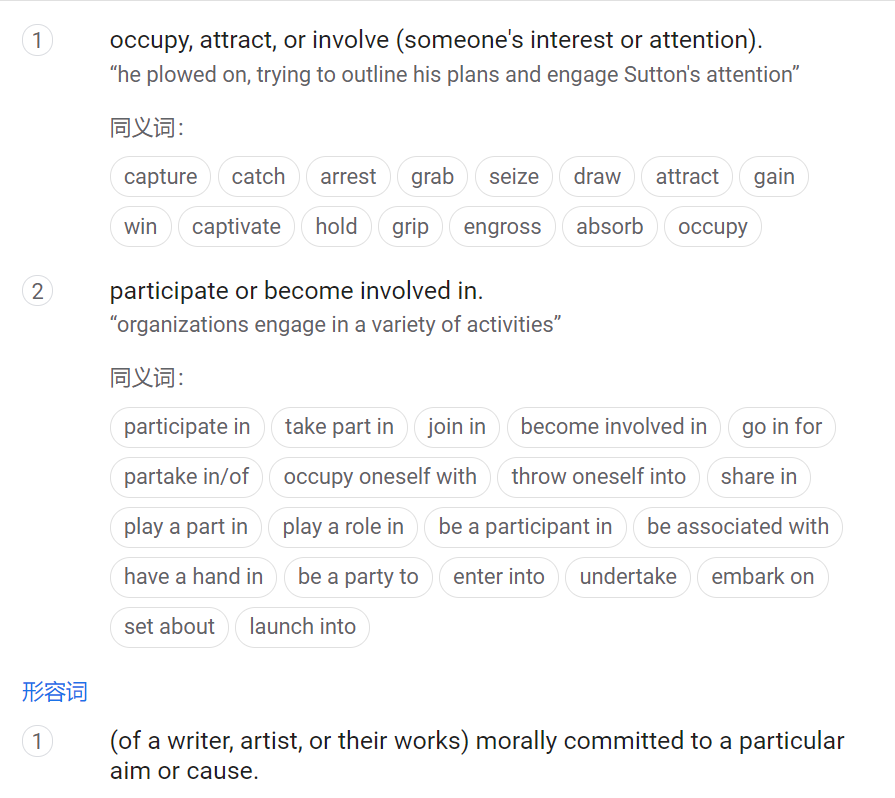 1 occupy, attract, or involve (someone's interest or attention).
“he plowed on, trying to outline his plans and engage Sutton's attention”
同义词：
capture catch arrest grab seize draw attract gain
win captivate hold grip engross absorb occupy
2 participate or become involved in.
“organizations engage in a variety of activities”
同义词：
participate in take part in join in become involved in go in for
partake in/of occupy oneself with throw oneself into share in
play a part in play a role in be a participant in be associated with
have a hand in be a party to enter into undertake embark on
set about launch into
形容词
1 (of a writer, artist, or their works) morally committed to a particular
aim or cause.